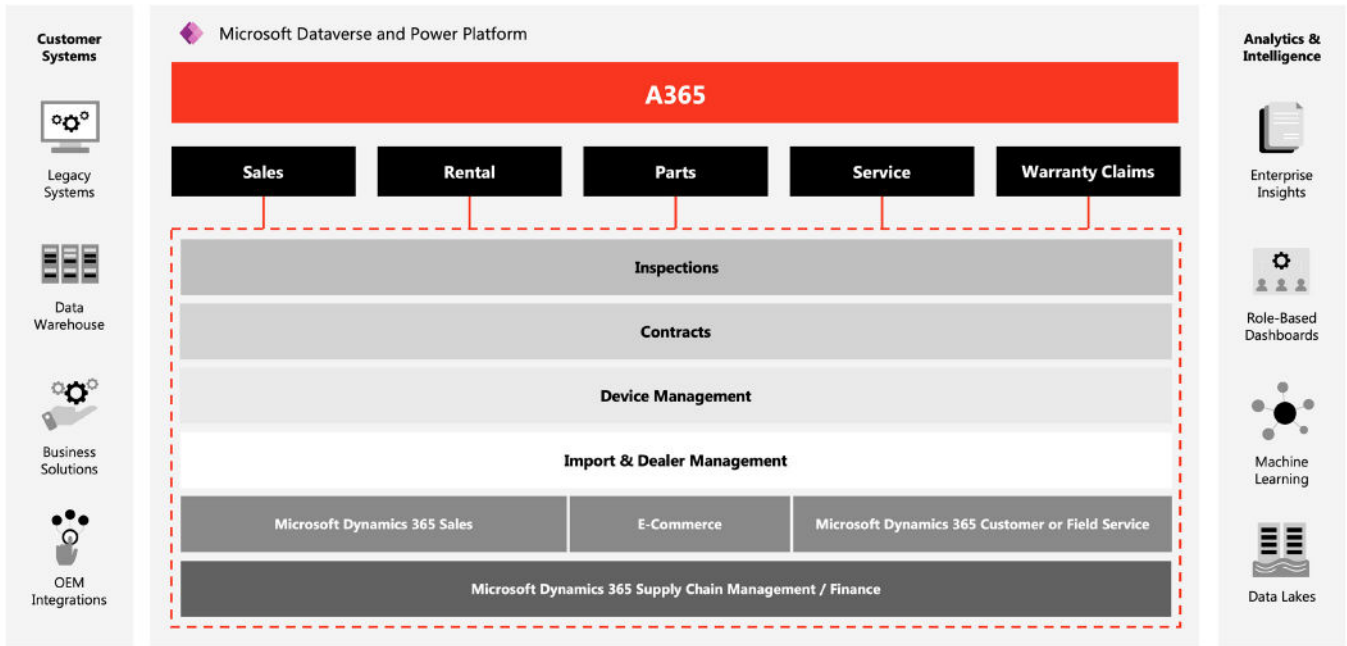 Customer
Systems
Legacy
Systems
Data
Warehouse
Business
Solutions
OEM
Integrations
Microsoft Dataverse and Power Platform
A365
Sales
Rental
Parts
Service
Warranty Claims
Inspections
Contracts
Device Management
Import & Dealer Management
Microsoft Dynamics 365 Sales
E-Commerce
Microsoft Dynamics 365 Customer or Field Service
Microsoft Dynamics 365 Supply Chain Management / Finance
Analytics &
Intelligence
Enterprise
Insights
Role-Based
Dashboards
Machine
Learning
Data Lakes